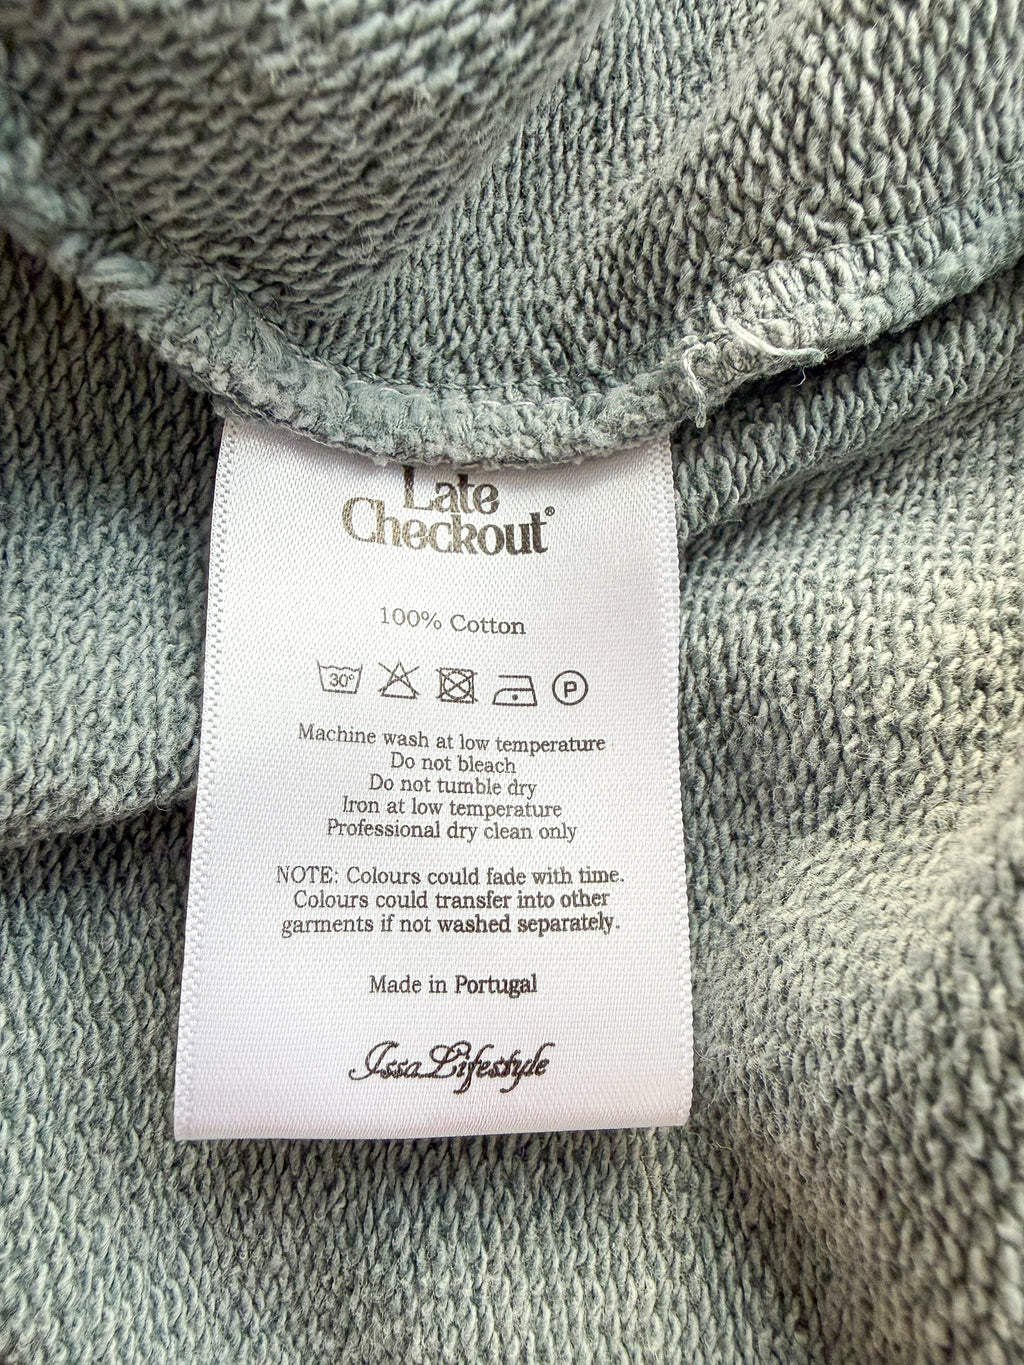 Late
Checkout®
100% Cotton
30° P
Machine wash at low temperature
Do not bleach
Do not tumble dry
Iron at low temperature
Professional dry clean only
NOTE: Colours could fade with time.
Colours could transfer into other
garments if not washed separately.
Made in Portugal
Issa Lifestyle